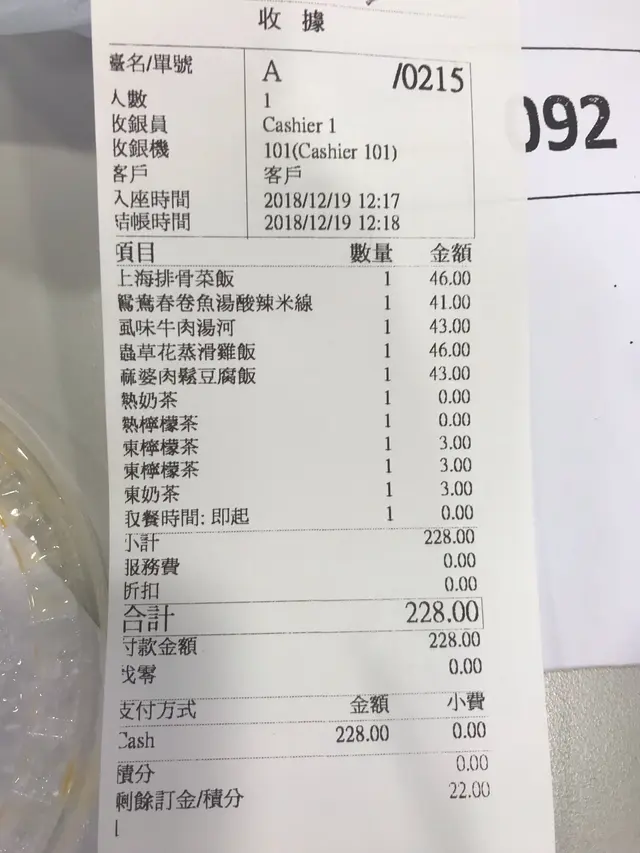 收 據
臺名/單號 A /0215
人數 1
092
收銀員 Cashier 1
收銀機 101(Cashier 101)
客戶 客戶
入座時間 2018/12/19 12:17
結帳時間 2018/12/19 12:18
項目 數量 金額
上海排骨菜飯 1 46.00
鴛鴦春卷魚湯酸辣米線 1 41.00
風味牛肉湯河 1 43.00
蟲草花蒸滑雞飯 1 46.00
麻婆肉鬆豆腐飯 1 43.00
熱奶茶 1 0.00
熱檸檬茶 1 0.00
凍檸檬茶 1 3.00
凍檸檬茶 1 3.00
凍奶茶 1 3.00
取餐時間: 即起 1 0.00
小計 228.00
服務費 0.00
折扣 0.00
合計 228.00
付款金額 228.00
找零 0.00
支付方式 金額 小費
Cash 228.00 0.00
積分 0.00
剩餘訂金/積分 22.00